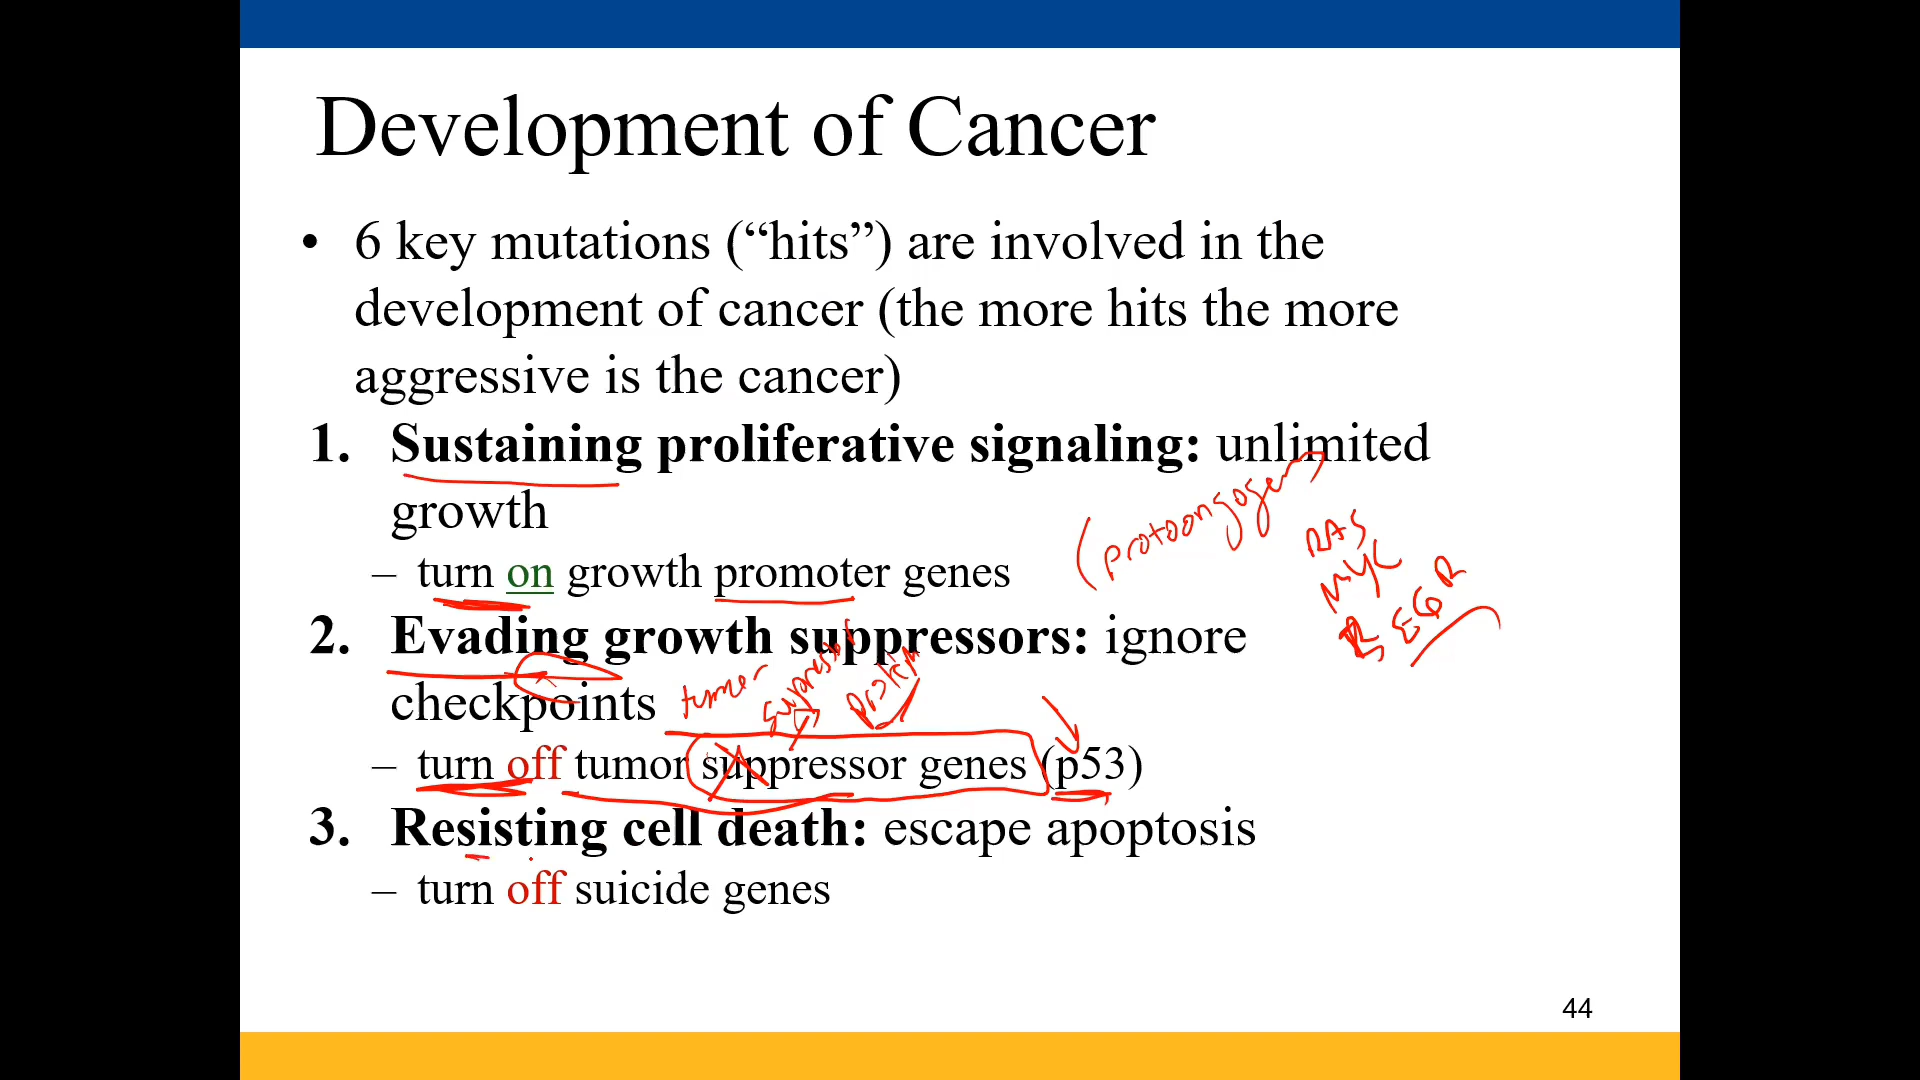 Development of Cancer
• 6 key mutations (“hits”) are involved in the
development of cancer (the more hits the more
aggressive is the cancer)
1. Sustaining proliferative signaling: unlimited
growth
(protoongogen)
RAS
MYC
EGR
– turn on growth promoter genes
2. Evading growth suppressors: ignore
checkpoints
tumor
suppressor
protein
– turn off tumor suppressor genes (p53)
3. Resisting cell death: escape apoptosis
– turn off suicide genes
44